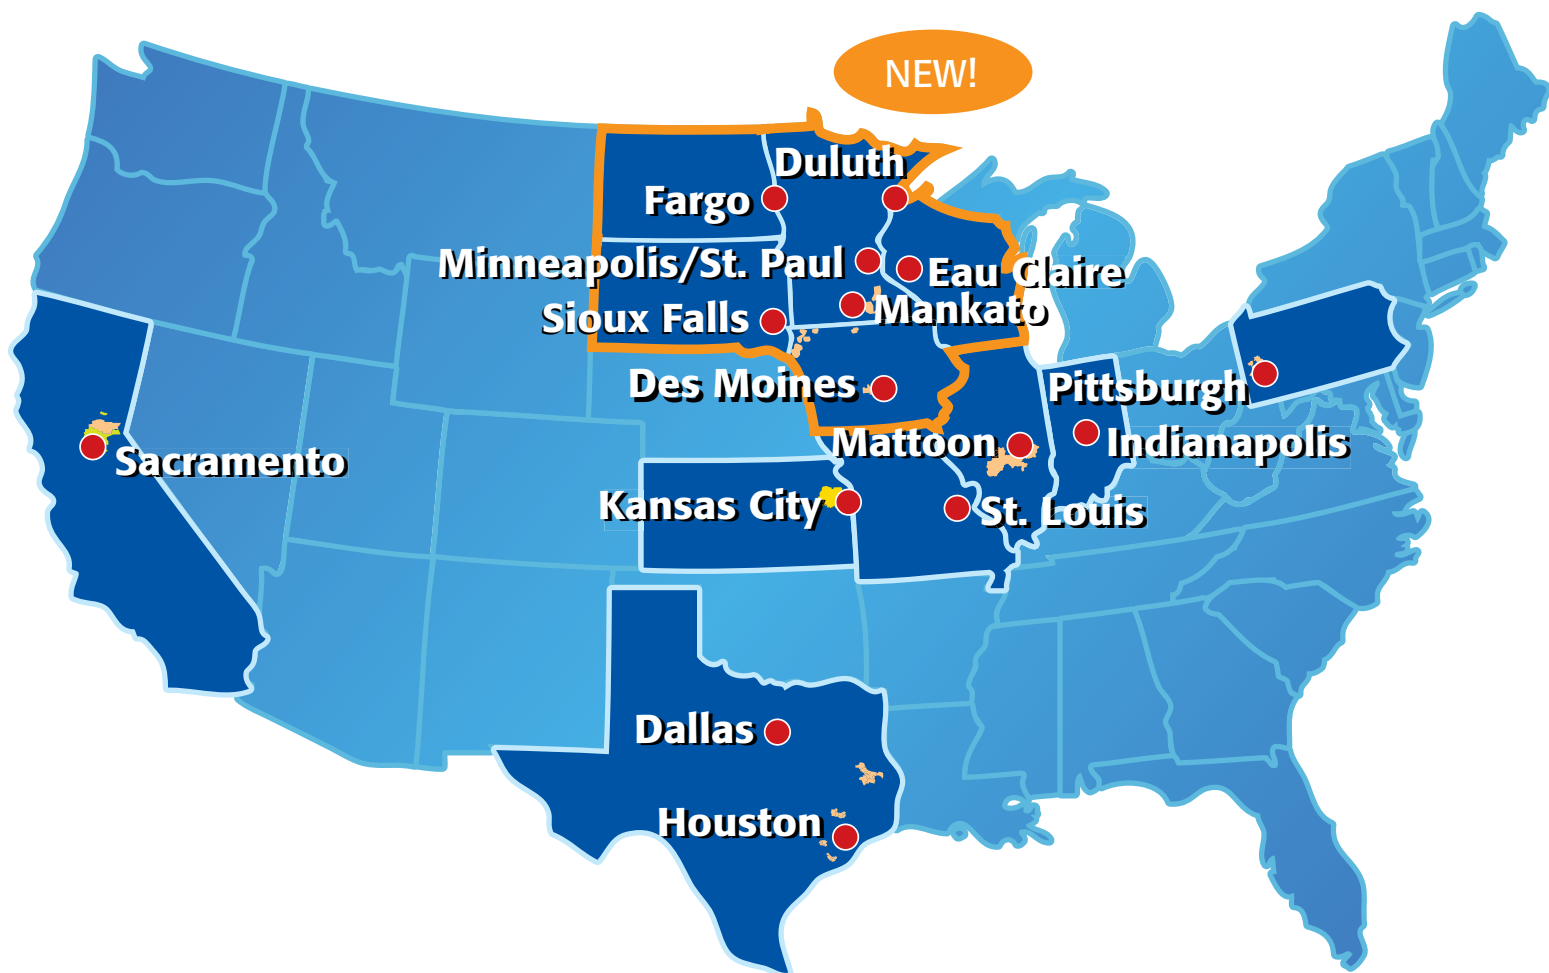 NEW!
Duluth
Fargo
Minneapolis/St. Paul
Eau Claire
Mankato
Sioux Falls
Des Moines
Pittsburgh
Mattoon
Indianapolis
Sacramento
Kansas City
St. Louis
Dallas
Houston